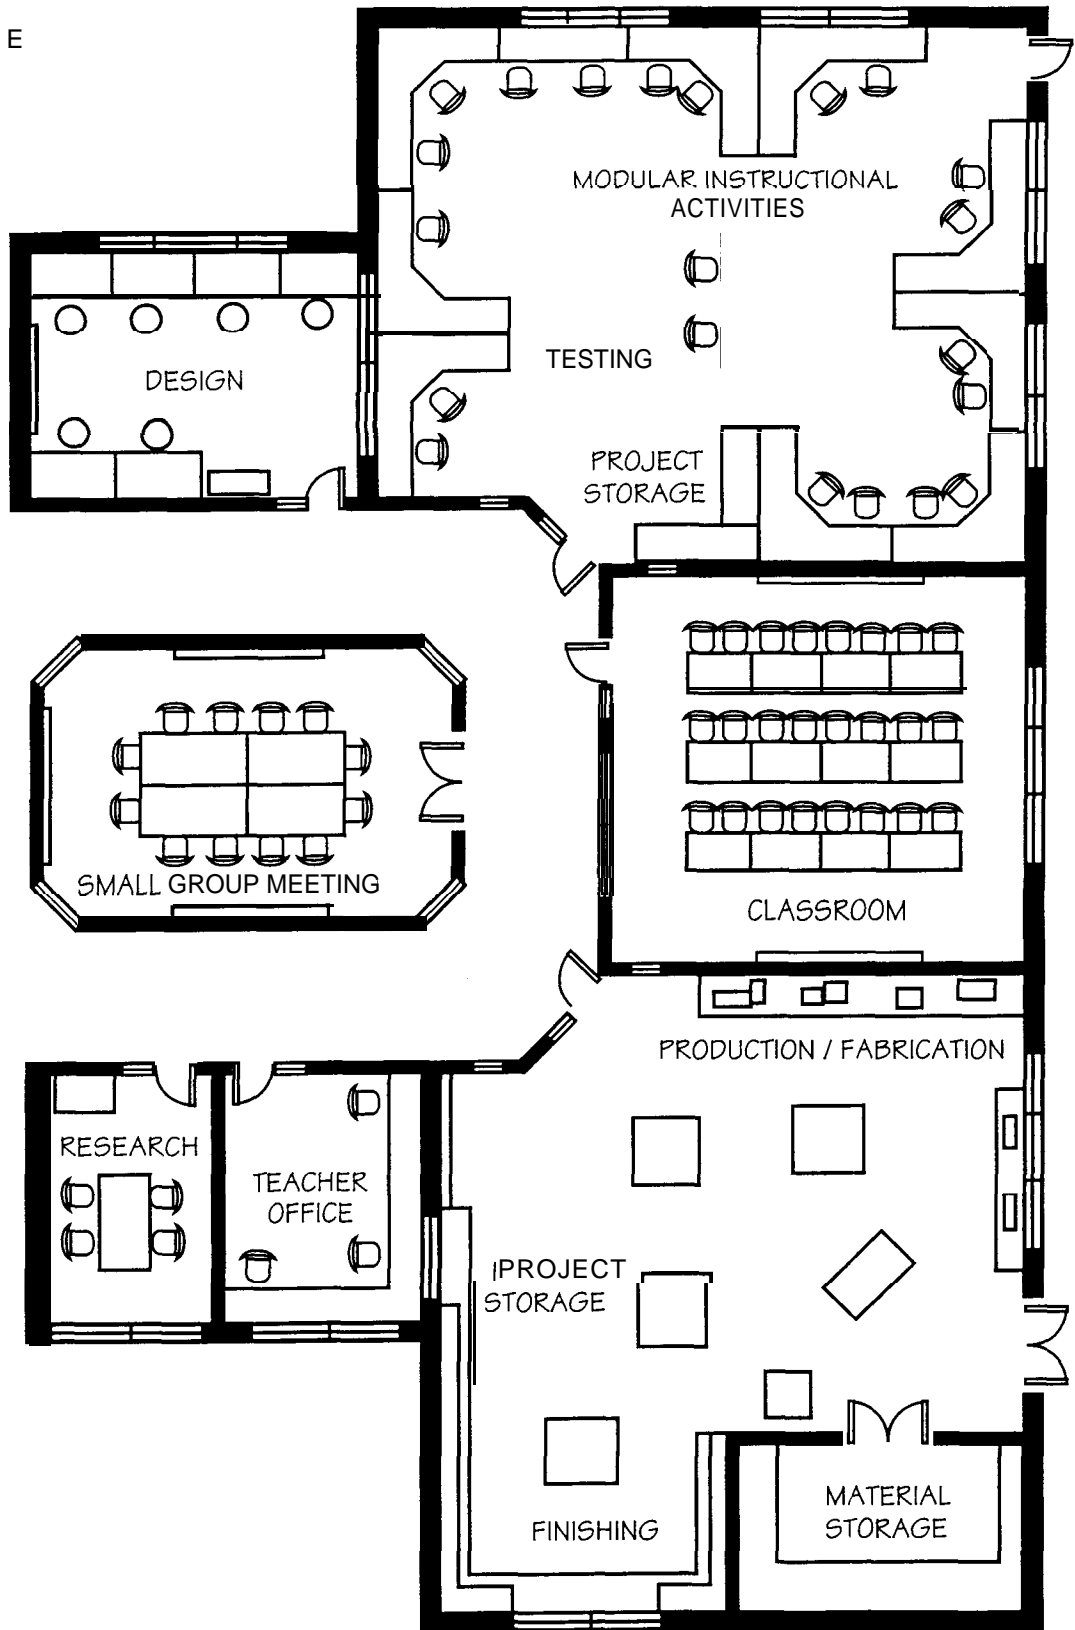 E
MODULAR INSTRUCTIONAL
ACTIVITIES
TESTING
DESIGN
PROJECT
STORAGE
SMALL GROUP MEETING
CLASSROOM
PRODUCTION / FABRICATION
RESEARCH
TEACHER
OFFICE
PROJECT
STORAGE
MATERIAL
STORAGE
FINISHING